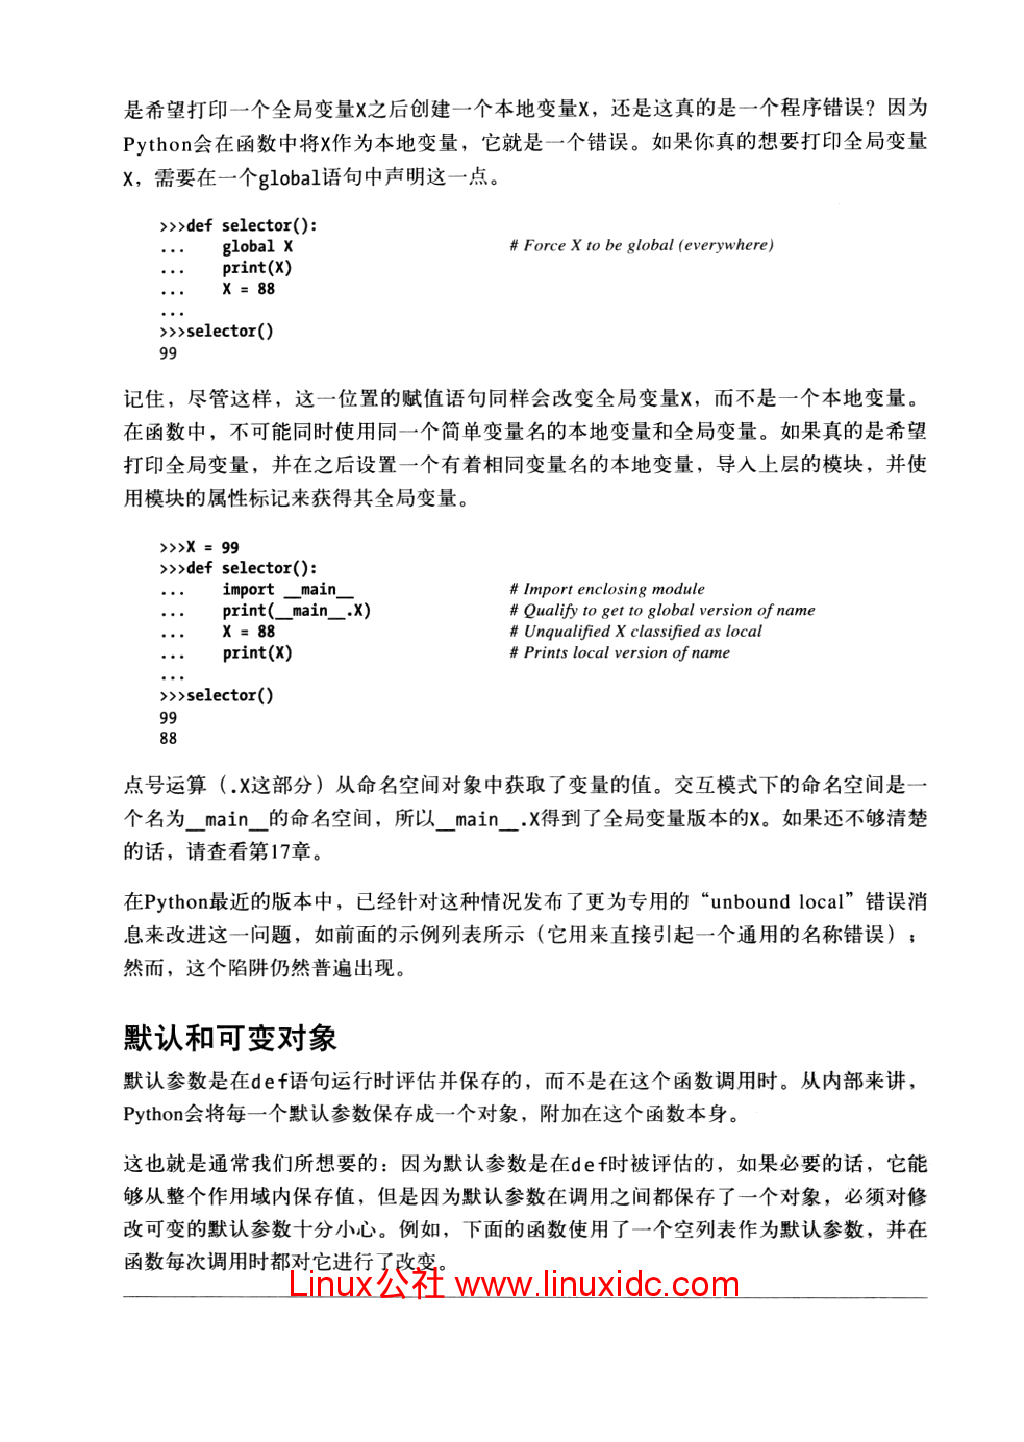 是希望打印一个全局变量X之后创建一个本地变量X，还是这真的是一个程序错误？因为
Python会在函数中将X作为本地变量，它就是一个错误。如果你真的想要打印全局变量
X，需要在一个global语句中声明这一点。
>>>def selector():
...    global X    # Force X to be global (everywhere)
...    print(X)
...    X = 88
...
>>>selector()
99
记住，尽管这样，这一位置的赋值语句同样会改变全局变量X，而不是一个本地变量。
在函数中，不可能同时使用同一个简单变量名的本地变量和全局变量。如果真的是希望
打印全局变量，并在之后设置一个有着相同变量名的本地变量，导入上层的模块，并使
用模块的属性标记来获得其全局变量。
>>>X = 99
>>>def selector():
...    import __main__    # Import enclosing module
...    print(__main__.X)    # Qualify to get to global version of name
...    X = 88    # Unqualified X classified as local
...    print(X)    # Prints local version of name
...
>>>selector()
99
88
点号运算（.X这部分）从命名空间对象中获取了变量的值。交互模式下的命名空间是一
个名为__main__的命名空间，所以__main__.X得到了全局变量版本的X。如果还不够清楚
的话，请查看第17章。
在Python最近的版本中，已经针对这种情况发布了更为专用的“unbound local”错误消
息来改进这一问题，如前面的示例列表所示（它用来直接引起一个通用的名称错误）；
然而，这个陷阱仍然普遍出现。
默认和可变对象
默认参数是在def语句运行时评估并保存的，而不是在这个函数调用时。从内部来讲，
Python会将每一个默认参数保存成一个对象，附加在这个函数本身。
这也就是通常我们所想要的：因为默认参数是在def时被评估的，如果必要的话，它能
够从整个作用域内保存值，但是因为默认参数在调用之间都保存了一个对象，必须对修
改可变的默认参数十分小心。例如，下面的函数使用了一个空列表作为默认参数，并在
函数每次调用时都对它进行了改变。
Linux公社 www.linuxidc.com